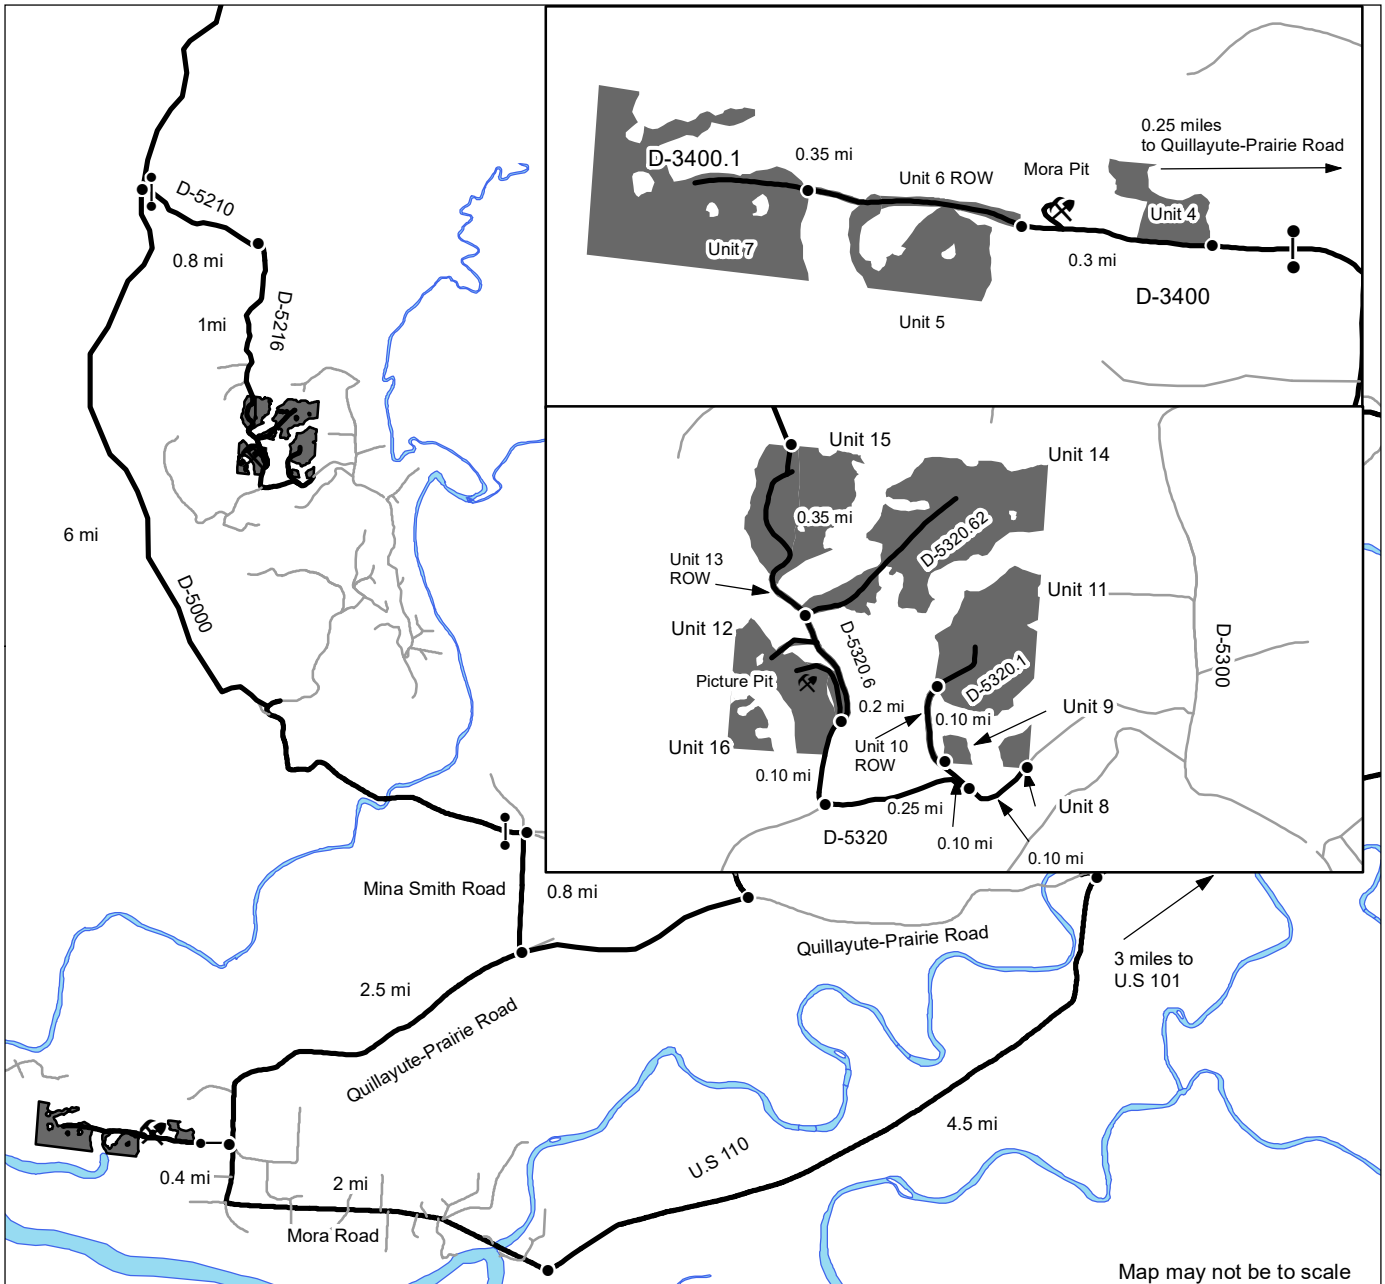 D-5210
0.8 mi
1mi
D-5216
6 mi
D-5000
D-3400.1
0.35 mi
Unit 6 ROW
Mora Pit
0.25 miles
to Quillayute-Prairie Road
Unit 4
Unit 7
0.3 mi
D-3400
Unit 5
Unit 15
Unit 14
0.35 mi
D-5320.62
Unit 13
ROW
Unit 11
Unit 12
D-5320.6
D-5300
D-5320.1
Picture Pit
0.2 mi
0.10 mi
Unit 9
Unit 16
Unit 10
ROW
0.10 mi
0.25 mi
Unit 8
D-5320
0.10 mi
0.10 mi
Mina Smith Road
0.8 mi
Quillayute-Prairie Road
3 miles to
U.S 101
2.5 mi
Quillayute-Prairie Road
4.5 mi
U.S 110
0.4 mi
2 mi
Mora Road
Map may not be to scale